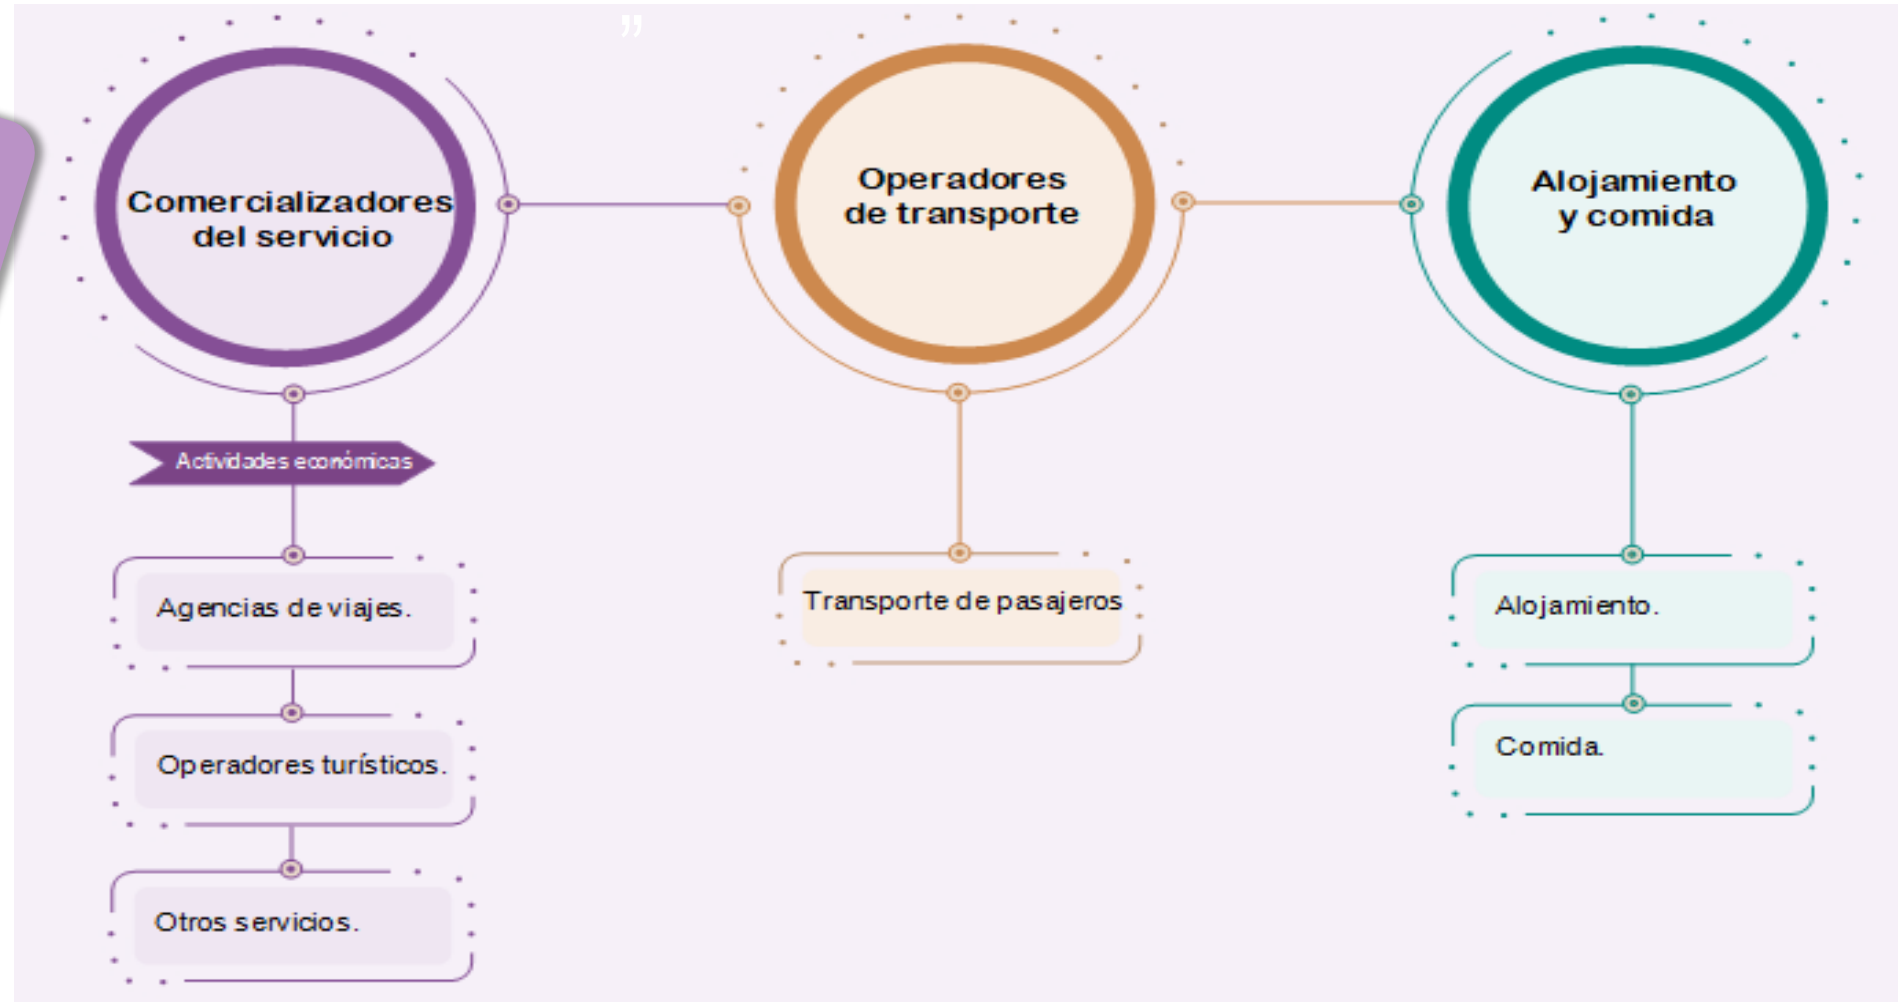 ”
Comercializadores
del servicio
Operadores
de transporte
Alojamiento
y comida
Actividades económicas
Agencias de viajes.
Operadores turísticos.
Otros servicios.
Transporte de pasajeros
Alojamiento.
Comida.